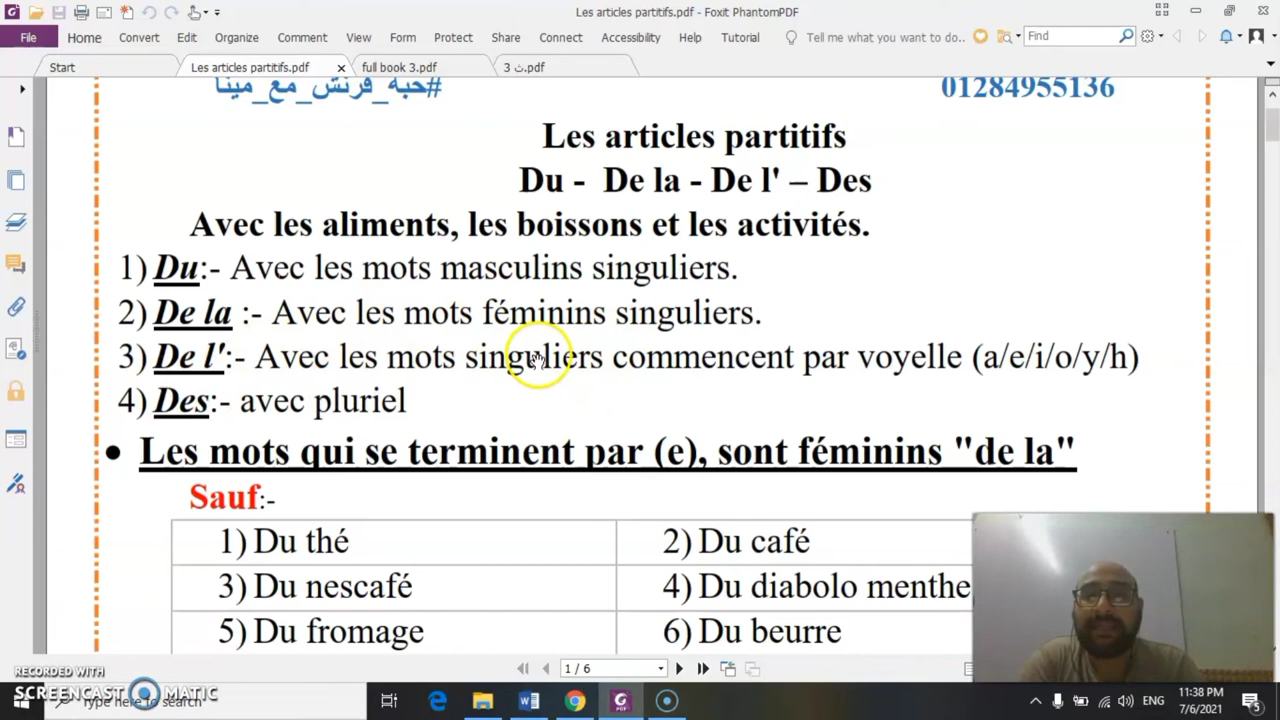 Les articles partitifs.pdf - Foxit PhantomPDF
File Home Convert Edit Organize Comment View Form Protect Share Connect Accessibility Help Tutorial Tell me what you want to do.. Find
Start Les articles partitifs.pdf full book 3.pdf 3 ث.pdf
#حبه_فرنش_مع_مينا 01284955136
Les articles partitifs
Du - De la - De l' – Des
Avec les aliments, les boissons et les activités.
1) Du:- Avec les mots masculins singuliers.
2) De la :- Avec les mots féminins singuliers.
3) De l':- Avec les mots singuliers commencent par voyelle (a/e/i/o/y/h)
4) Des:- avec pluriel
• Les mots qui se terminent par (e), sont féminins "de la"
Sauf:-
1) Du thé 2) Du café
3) Du nescafé 4) Du diabolo menthe
5) Du fromage 6) Du beurre
1 / 6
RECORDED WITH
SCREENCAST MATIC
Type here to search
ENG 11:38 PM
7/6/2021 5